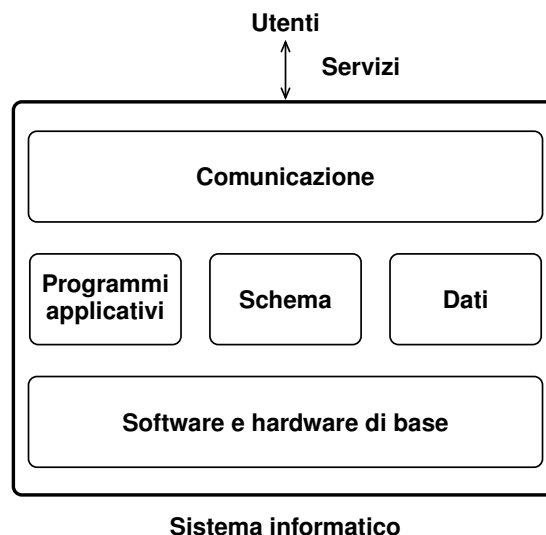 Utenti
Servizi
Comunicazione
Programmi
applicativi
Schema
Dati
Software e hardware di base
Sistema informatico